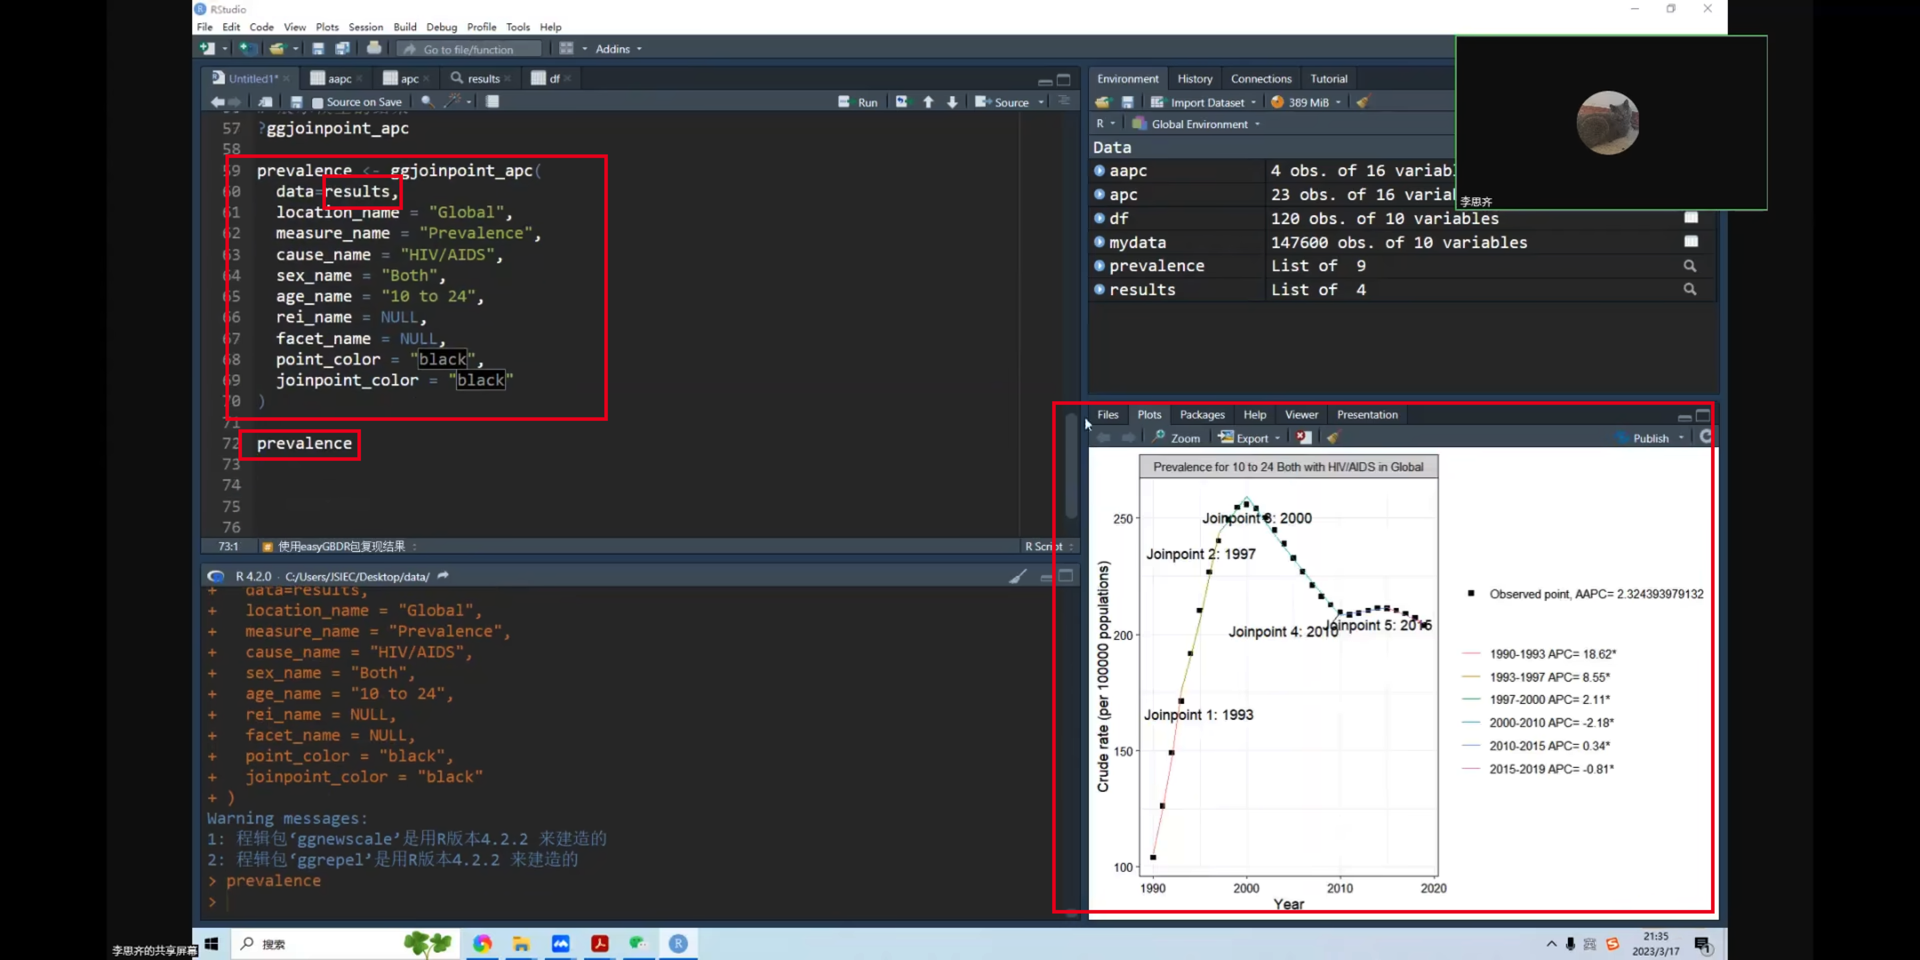 RStudio
File Edit Code View Plots Session Build Debug Profile Tools Help
Go to file/function Addins
Untitled1* aapc apc results df
Source on Save Run Source
57 ?ggjoinpoint_apc
58
59 prevalence <- ggjoinpoint_apc(
60 data=results,
61 location_name = "Global",
62 measure_name = "Prevalence",
63 cause_name = "HIV/AIDS",
64 sex_name = "Both",
65 age_name = "10 to 24",
66 rei_name = NULL,
67 facet_name = NULL,
68 point_color = "black",
69 joinpoint_color = "black"
70 )
71
72 prevalence
73
74
75
76
73:1 使用easyGBDR包复现结果 R Script
R 4.2.0 · C:/Users/JSIEC/Desktop/data/
+ data=results,
+ location_name = "Global",
+ measure_name = "Prevalence",
+ cause_name = "HIV/AIDS",
+ sex_name = "Both",
+ age_name = "10 to 24",
+ rei_name = NULL,
+ facet_name = NULL,
+ point_color = "black",
+ joinpoint_color = "black"
+ )
Warning messages:
1: 程辑包‘ggnewscale’是用R版本4.2.2 来建造的
2: 程辑包‘ggrepel’是用R版本4.2.2 来建造的
> prevalence
>
Environment History Connections Tutorial
Import Dataset 389 MiB
R Global Environment
Data
aapc 4 obs. of 16 variab
apc 23 obs. of 16 variab
df 120 obs. of 10 variables
mydata 147600 obs. of 10 variables
prevalence List of 9
results List of 4
李思齐
Files Plots Packages Help Viewer Presentation
Zoom Export Publish
Prevalence for 10 to 24 Both with HIV/AIDS in Global
Crude rate (per 100000 populations)
250
200
150
100
Joinpoint 3: 2000
Joinpoint 2: 1997
Joinpoint 4: 2010
Joinpoint 5: 2015
Joinpoint 1: 1993
1990 2000 2010 2020
Year
Observed point, AAPC= 2.324393979132
1990-1993 APC= 18.62*
1993-1997 APC= 8.55*
1997-2000 APC= 2.11*
2000-2010 APC= -2.18*
2010-2015 APC= 0.34*
2015-2019 APC= -0.81*
李思齐的共享屏幕
搜索
英
21:35
2023/3/17